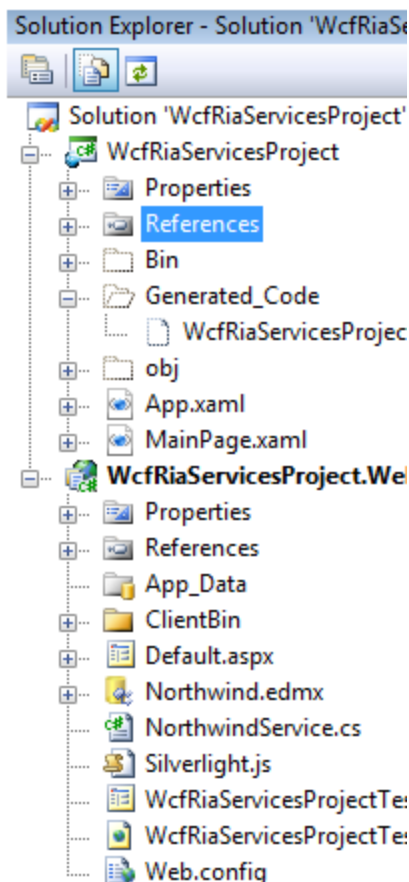 Solution Explorer - Solution 'WcfRiaSe
Solution 'WcfRiaServicesProject'
WcfRiaServicesProject
Properties
References
Bin
Generated_Code
WcfRiaServicesProjec
obj
App.xaml
MainPage.xaml
WcfRiaServicesProject.Wel
Properties
References
App_Data
ClientBin
Default.aspx
Northwind.edmx
NorthwindService.cs
Silverlight.js
WcfRiaServicesProjectTes
WcfRiaServicesProjectTes
Web.config